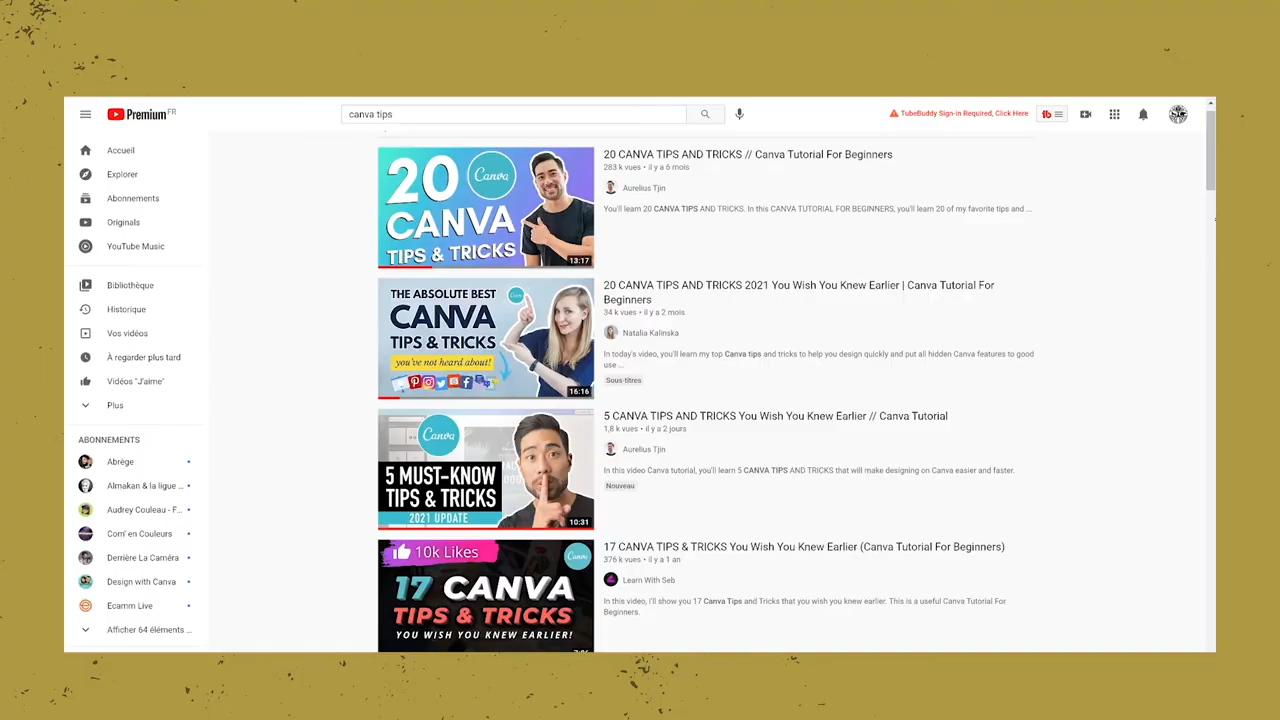 Premium FR
canva tips
TubeBuddy Sign-in Required, Click Here
tb
Accueil
Explorer
Abonnements
Originals
YouTube Music
Bibliothèque
Historique
Vos vidéos
À regarder plus tard
Vidéos "J'aime"
Plus
ABONNEMENTS
Abrège
Almakan & la ligue ...
Audrey Couleau - F...
Com' en Couleurs
Derrière La Caméra
Design with Canva
Ecamm Live
Afficher 64 éléments ...
20
Canva
CANVA
TIPS & TRICKS
13:17
20 CANVA TIPS AND TRICKS // Canva Tutorial For Beginners
283 k vues • il y a 6 mois
Aurelius Tjin
You'll learn 20 CANVA TIPS AND TRICKS. In this CANVA TUTORIAL FOR BEGINNERS, you'll learn 20 of my favorite tips and ...
THE ABSOLUTE BEST
Canva
CANVA
TIPS & TRICKS
you've not heard about!
16:16
20 CANVA TIPS AND TRICKS 2021 You Wish You Knew Earlier | Canva Tutorial For
Beginners
34 k vues • il y a 2 mois
Natalia Kalinska
In today's video, you'll learn my top Canva tips and tricks to help you design quickly and put all hidden Canva features to good
use ...
Sous-titres
Canva
5 MUST-KNOW
TIPS & TRICKS
2021 UPDATE
10:31
5 CANVA TIPS AND TRICKS You Wish You Knew Earlier // Canva Tutorial
1,8 k vues • il y a 2 jours
Aurelius Tjin
In this video Canva tutorial, you'll learn 5 CANVA TIPS AND TRICKS that will make designing on Canva easier and faster.
Nouveau
10k Likes
Canva
17 CANVA
TIPS & TRICKS
YOU WISH YOU KNEW EARLIER!
17 CANVA TIPS & TRICKS You Wish You Knew Earlier (Canva Tutorial For Beginners)
376 k vues • il y a 1 an
Learn With Seb
In this video, I'll show you 17 Canva Tips and Tricks that you wish you knew earlier. This is a useful Canva Tutorial For
Beginners.